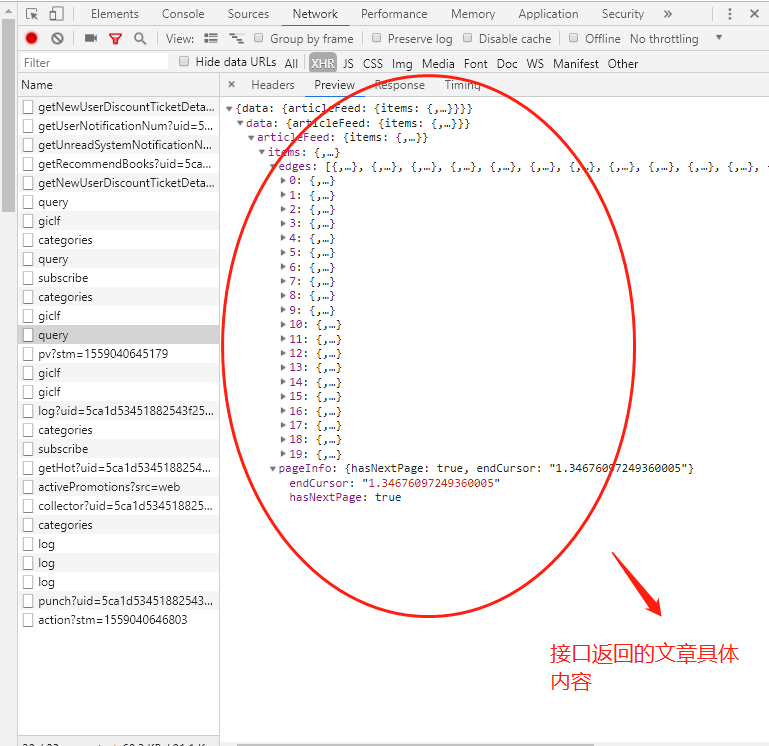 Elements Console Sources Network Performance Memory Application Security »
View: Group by frame Preserve log Disable cache Offline No throttling
Filter Hide data URLs All XHR JS CSS Img Media Font Doc WS Manifest Other
Name × Headers Preview Response Timing
getNewUserDiscountTicketDeta...
getUserNotificationNum?uid=5...
getUnreadSystemNotificationN...
getRecommendBooks?uid=5ca...
getNewUserDiscountTicketDeta...
query
giclf
categories
query
subscribe
categories
giclf
query
pv?stm=1559040645179
giclf
giclf
log?uid=5ca1d53451882543f25...
categories
subscribe
getHot?uid=5ca1d5345188254...
activePromotions?src=web
collector?uid=5ca1d534518825...
categories
log
log
log
punch?uid=5ca1d53451882543...
action?stm=1559040646803
{data: {articleFeed: {items: {,…}}}}
data: {articleFeed: {items: {,…}}}
articleFeed: {items: {,…}}
items: {,…}
edges: [{,…}, {,…}, {,…}, {,…}, {,…}, {,…}, {,…}, {,…}, {,…}, {,…}, {,…},
0: {,…}
1: {,…}
2: {,…}
3: {,…}
4: {,…}
5: {,…}
6: {,…}
7: {,…}
8: {,…}
9: {,…}
10: {,…}
11: {,…}
12: {,…}
13: {,…}
14: {,…}
15: {,…}
16: {,…}
17: {,…}
18: {,…}
19: {,…}
pageInfo: {hasNextPage: true, endCursor: "1.34676097249360005"}
endCursor: "1.34676097249360005"
hasNextPage: true
接口返回的文章具体
内容